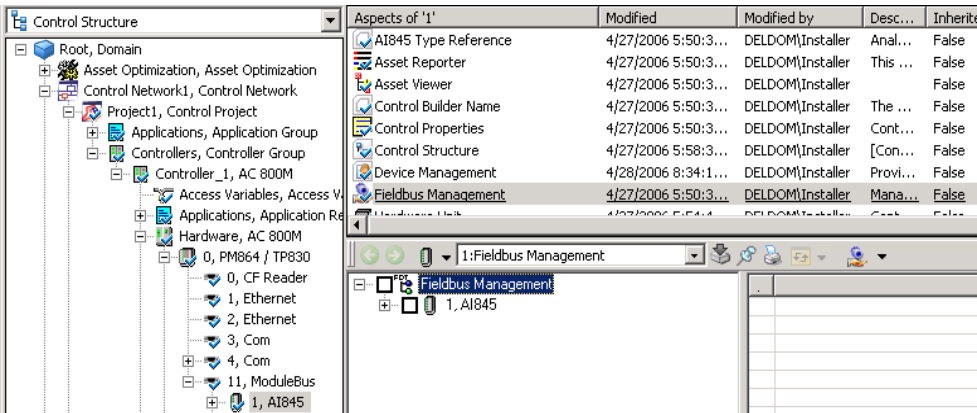 Control Structure
Root, Domain
Asset Optimization, Asset Optimization
Control Network1, Control Network
Project1, Control Project
Applications, Application Group
Controllers, Controller Group
Controller_1, AC 800M
Access Variables, Access V
Applications, Application Re
Hardware, AC 800M
0, PM864 / TP830
0, CF Reader
1, Ethernet
2, Ethernet
3, Com
4, Com
11, ModuleBus
1, AI845
Aspects of '1' Modified Modified by Desc... Inherite
AI845 Type Reference 4/27/2006 5:50:3... DELDOM\Installer Anal... False
Asset Reporter 4/27/2006 5:50:3... DELDOM\Installer This ... False
Asset Viewer 4/27/2006 5:50:3... DELDOM\Installer False
Control Builder Name 4/27/2006 5:50:3... DELDOM\Installer The ... False
Control Properties 4/27/2006 5:50:3... DELDOM\Installer Cont... False
Control Structure 4/27/2006 5:58:3... DELDOM\Installer [Con... False
Device Management 4/28/2006 8:34:1... DELDOM\Installer Provi... False
Fieldbus Management 4/27/2006 5:50:3... DELDOM\Installer Mana... False
1:Fieldbus Management
FDT Fieldbus Management
1, AI845
.